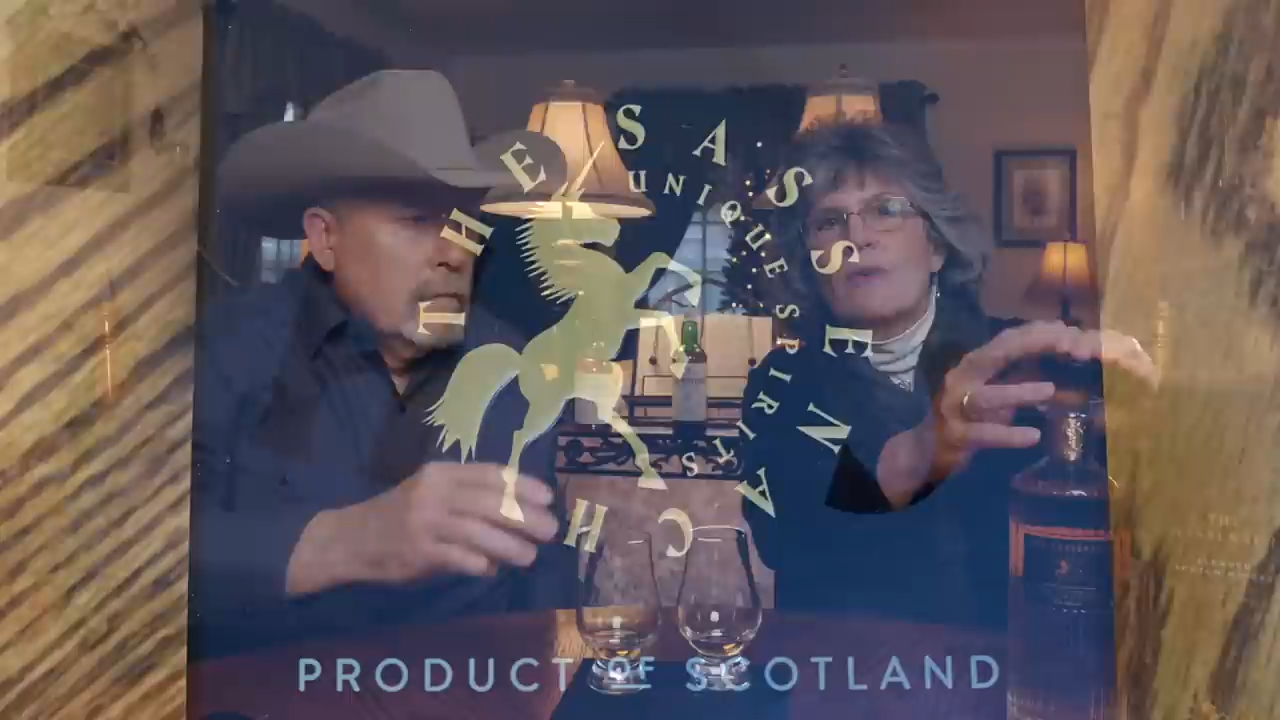 THE SASSENACH
UNIQUE SPIRITS
PRODUCT OF SCOTLAND